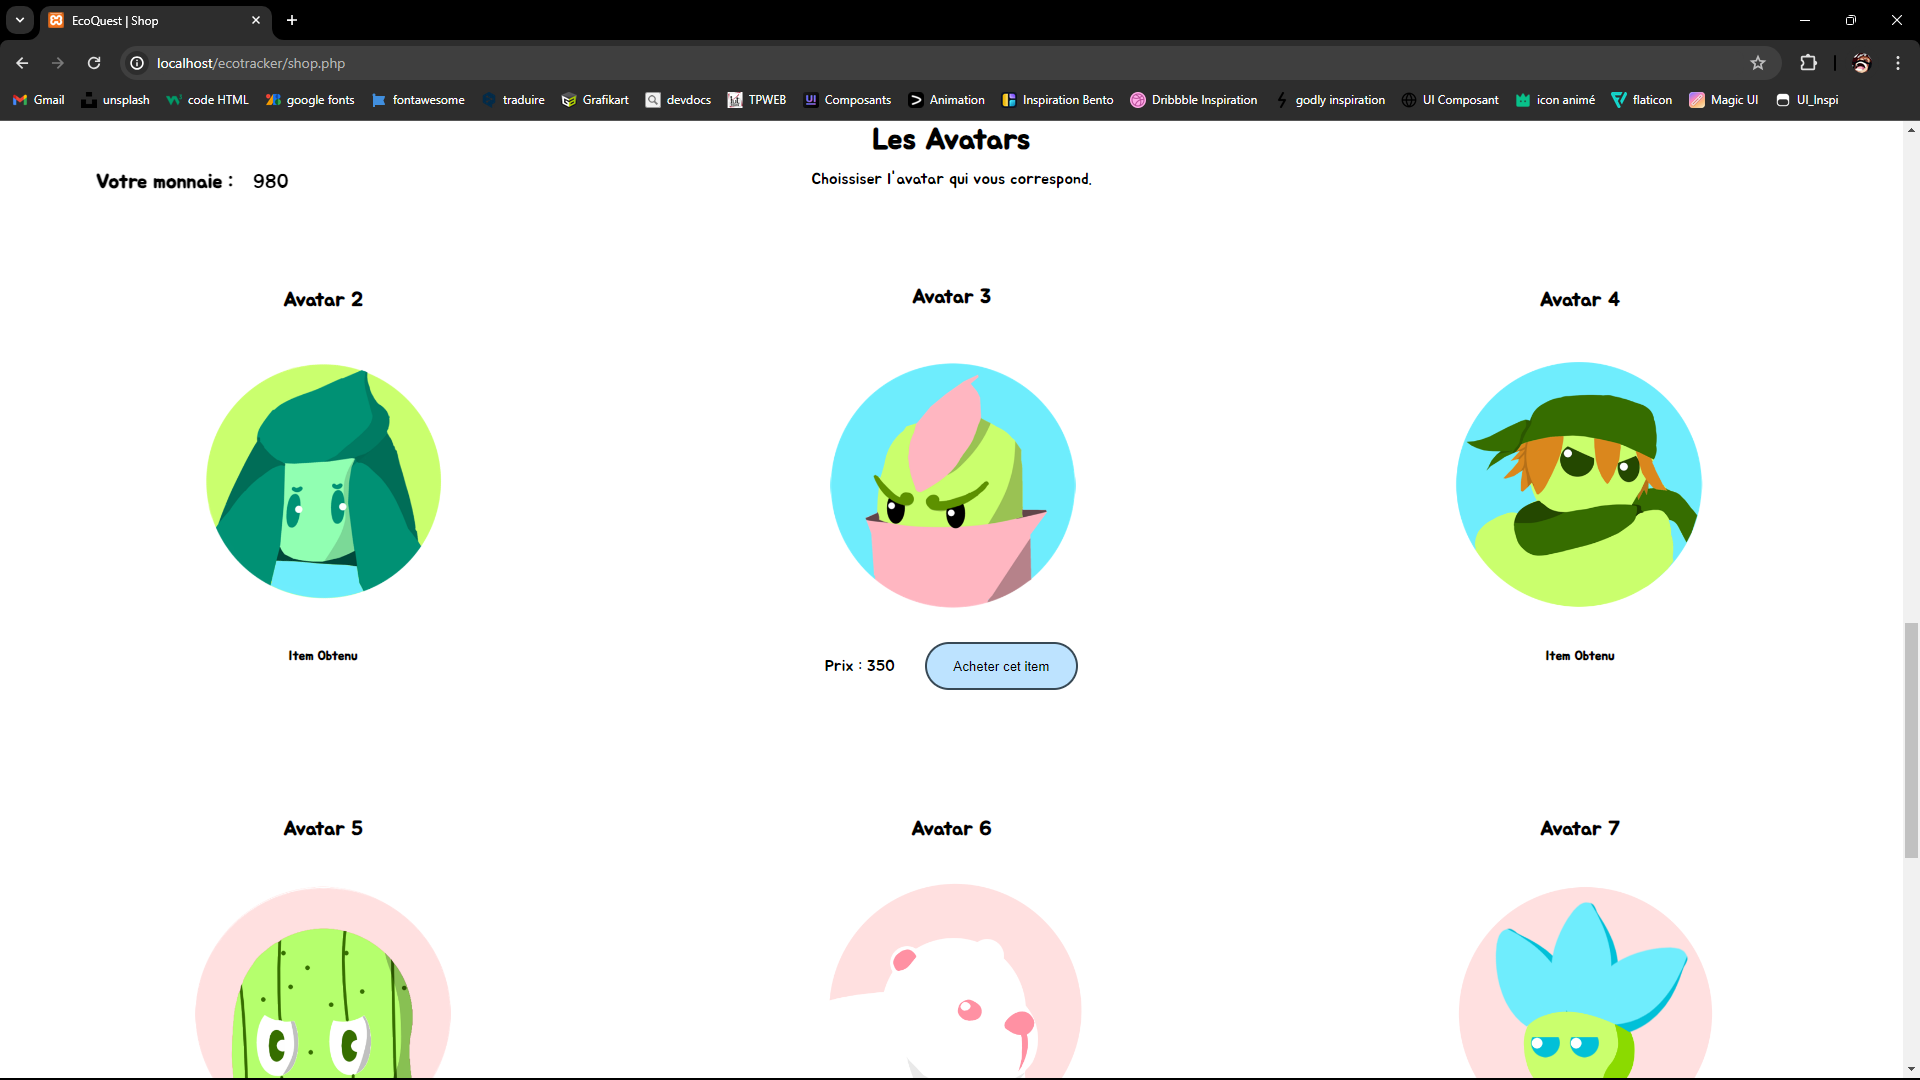 EcoQuest | Shop
localhost/ecotracker/shop.php
Gmail unsplash code HTML google fonts fontawesome traduire Grafikart devdocs TPWEB Composants Animation Inspiration Bento Dribbble Inspiration godly inspiration UI Composant icon animé flaticon Magic UI UI_Inspi
Les Avatars
Votre monnaie : 980
Choissiser l'avatar qui vous correspond.
Avatar 2
Avatar 3
Avatar 4
Item Obtenu
Prix : 350
Acheter cet item
Item Obtenu
Avatar 5
Avatar 6
Avatar 7